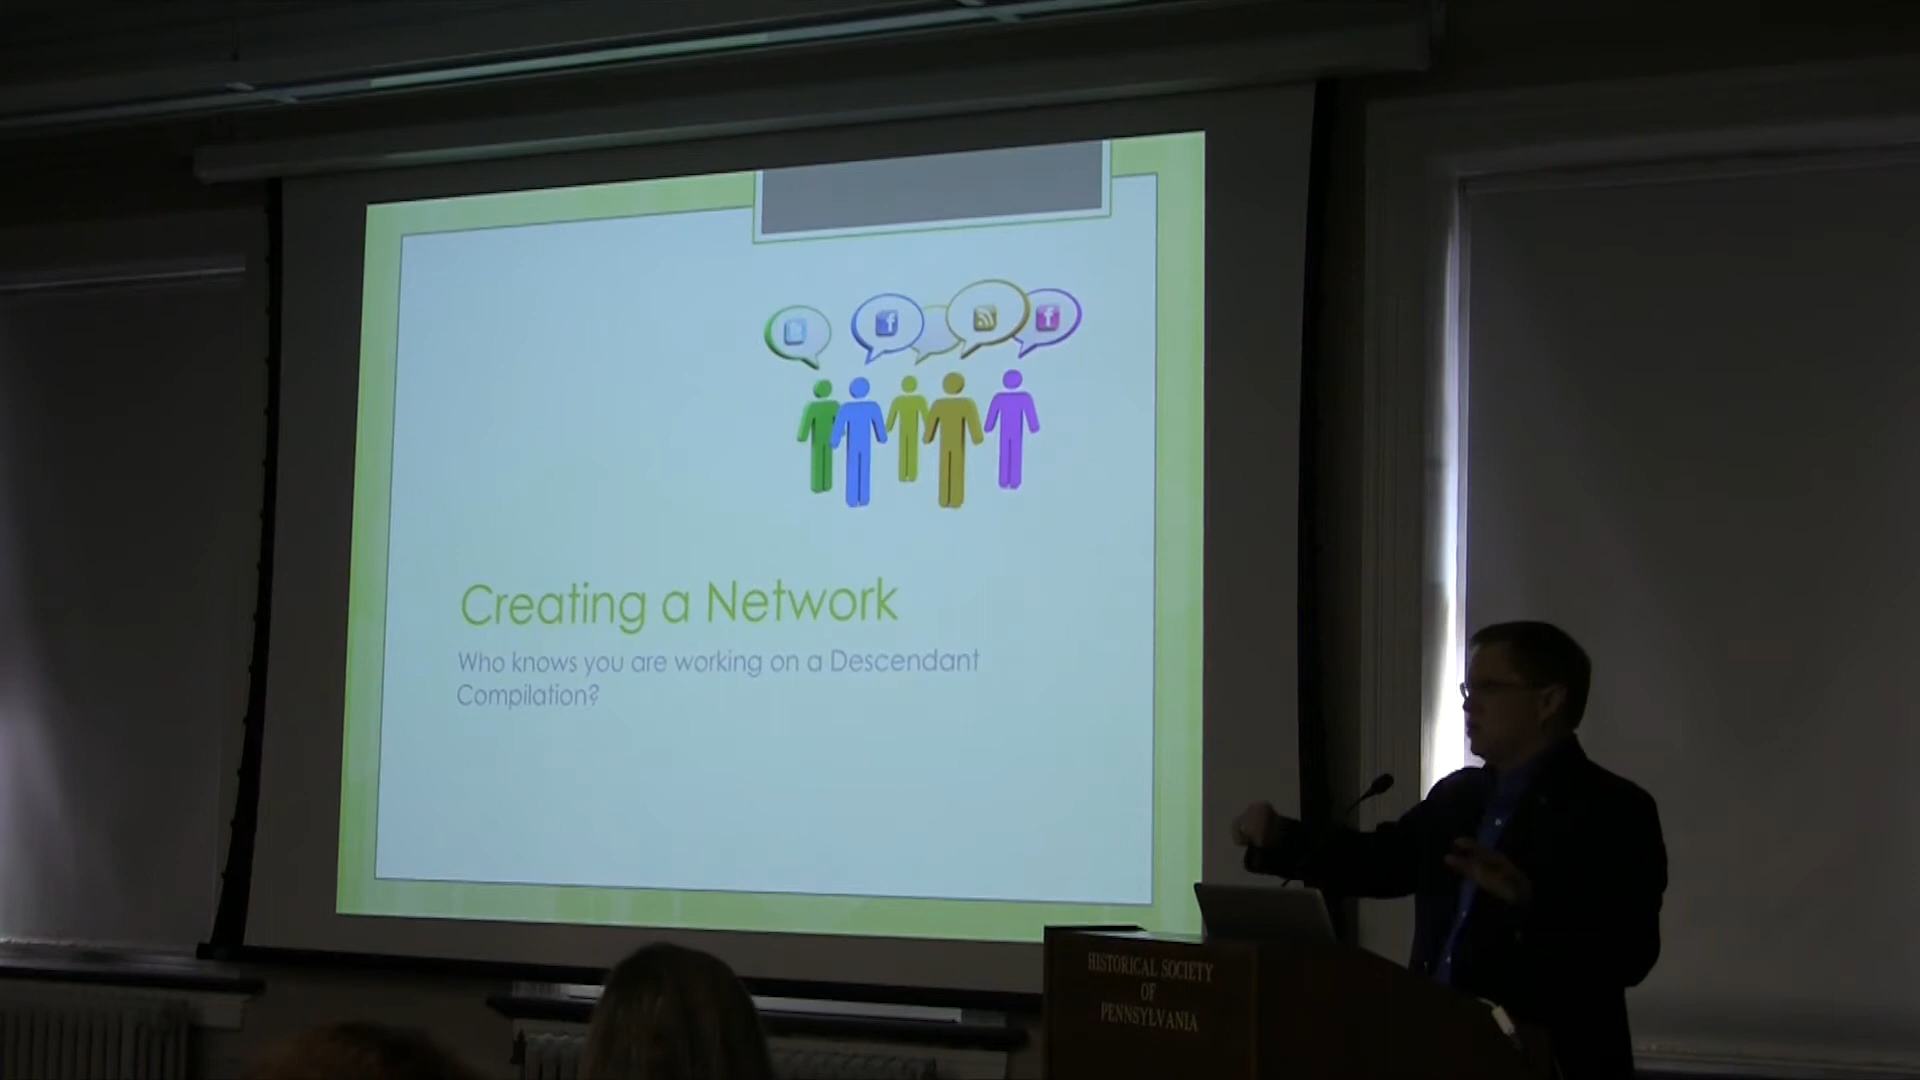 Creating a Network
Who knows you are working on a Descendant
Compilation?
HISTORICAL SOCIETY
OF
PENNSYLVANIA